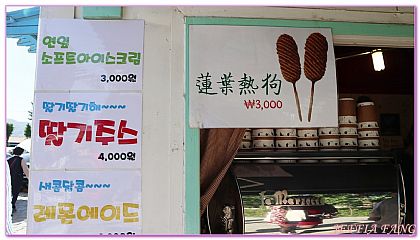 연잎
소프트아이스크림
3,000원
딸기딸기해~~~
딸기주스
4,000원
새콤달콤~~~
레몬에이드
蓮葉熱狗
₩3,000